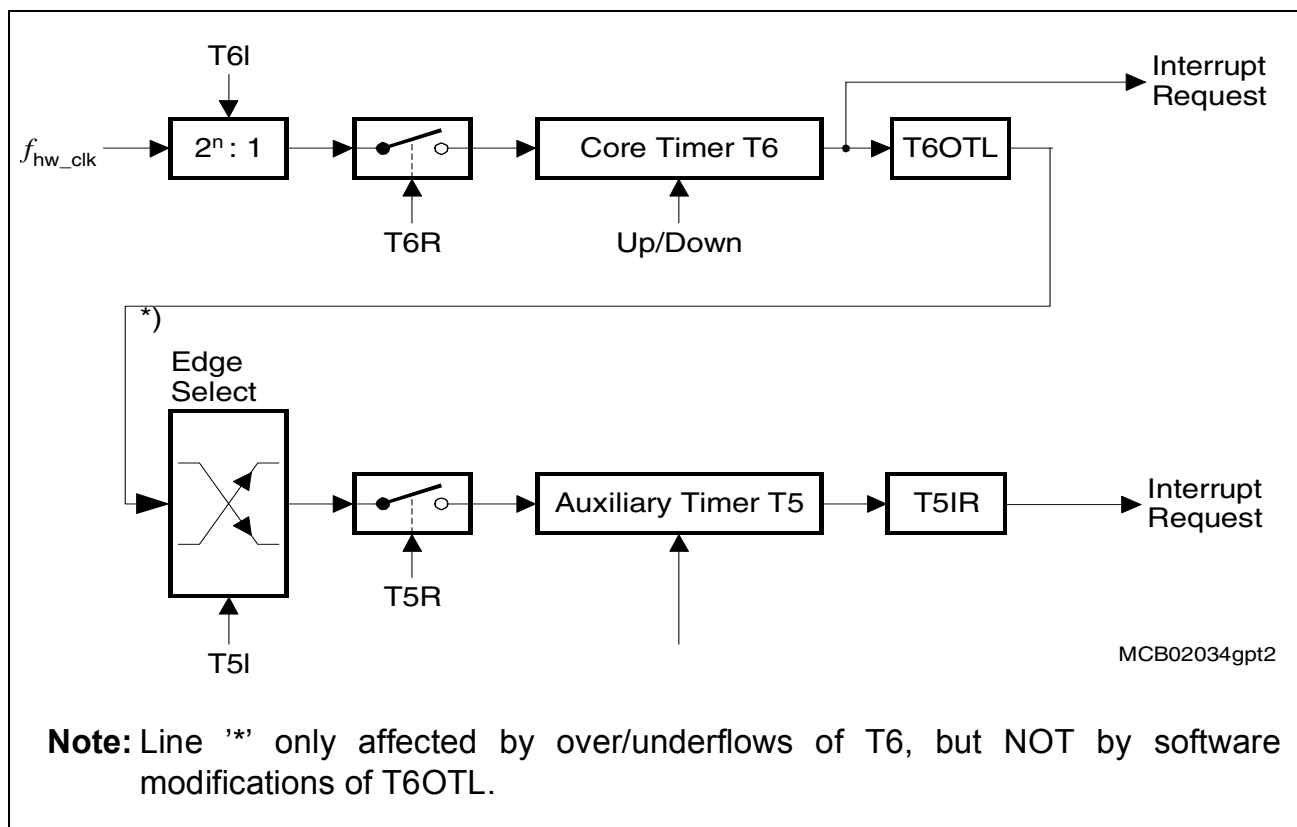 T6I
Interrupt
Request
f hw_clk
2ⁿ : 1
Core Timer T6
T6OTL
T6R
Up/Down
*)
Edge
Select
Auxiliary Timer T5
T5IR
Interrupt
Request
T5R
T5I
MCB02034gpt2
Note: Line ’*’ only affected by over/underflows of T6, but NOT by software
modifications of T6OTL.